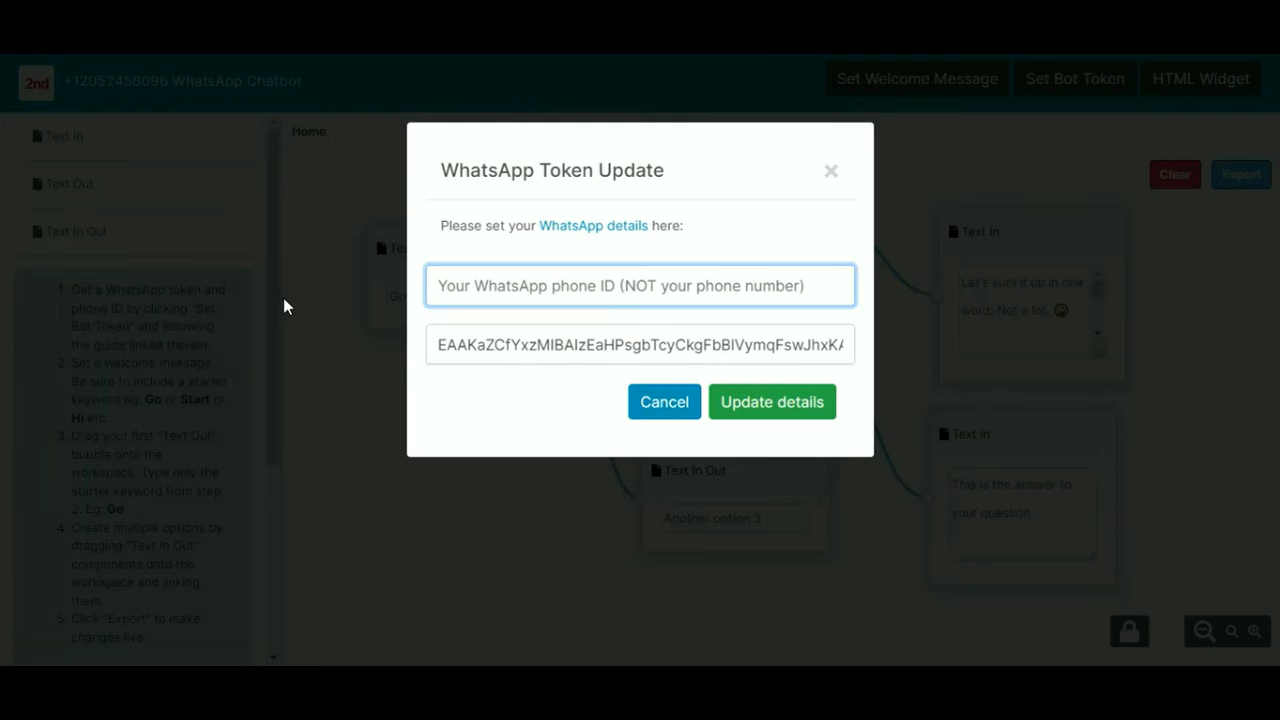 2nd +12052458096 WhatsApp Chatbot
Set Welcome Message
Set Bot Token
HTML Widget
Text In
Text Out
Text In Out
1. Get a WhatsApp token and
phone ID by clicking "Set
Bot Token" and following
the guide linked therein.
2. Set a welcome message.
Be sure to include a starter
keyword eg. Go or Start or
Hi etc.
3. Drag your first "Text Out"
bubble onto the
workspace. Type only the
starter keyword from step
2. Eg: Go
4. Create multiple options by
dragging "Text In Out"
components onto the
workspace and linking
them.
5. Click "Export" to make
changes live.
Home
Clear
Export
WhatsApp Token Update
×
Please set your WhatsApp details here:
Your WhatsApp phone ID (NOT your phone number)
Cancel
Update details
Text In
Let's sum it up in one
word: Not a lot.
Text In
This is the answer to
your question.
Text In Out
Another option 3